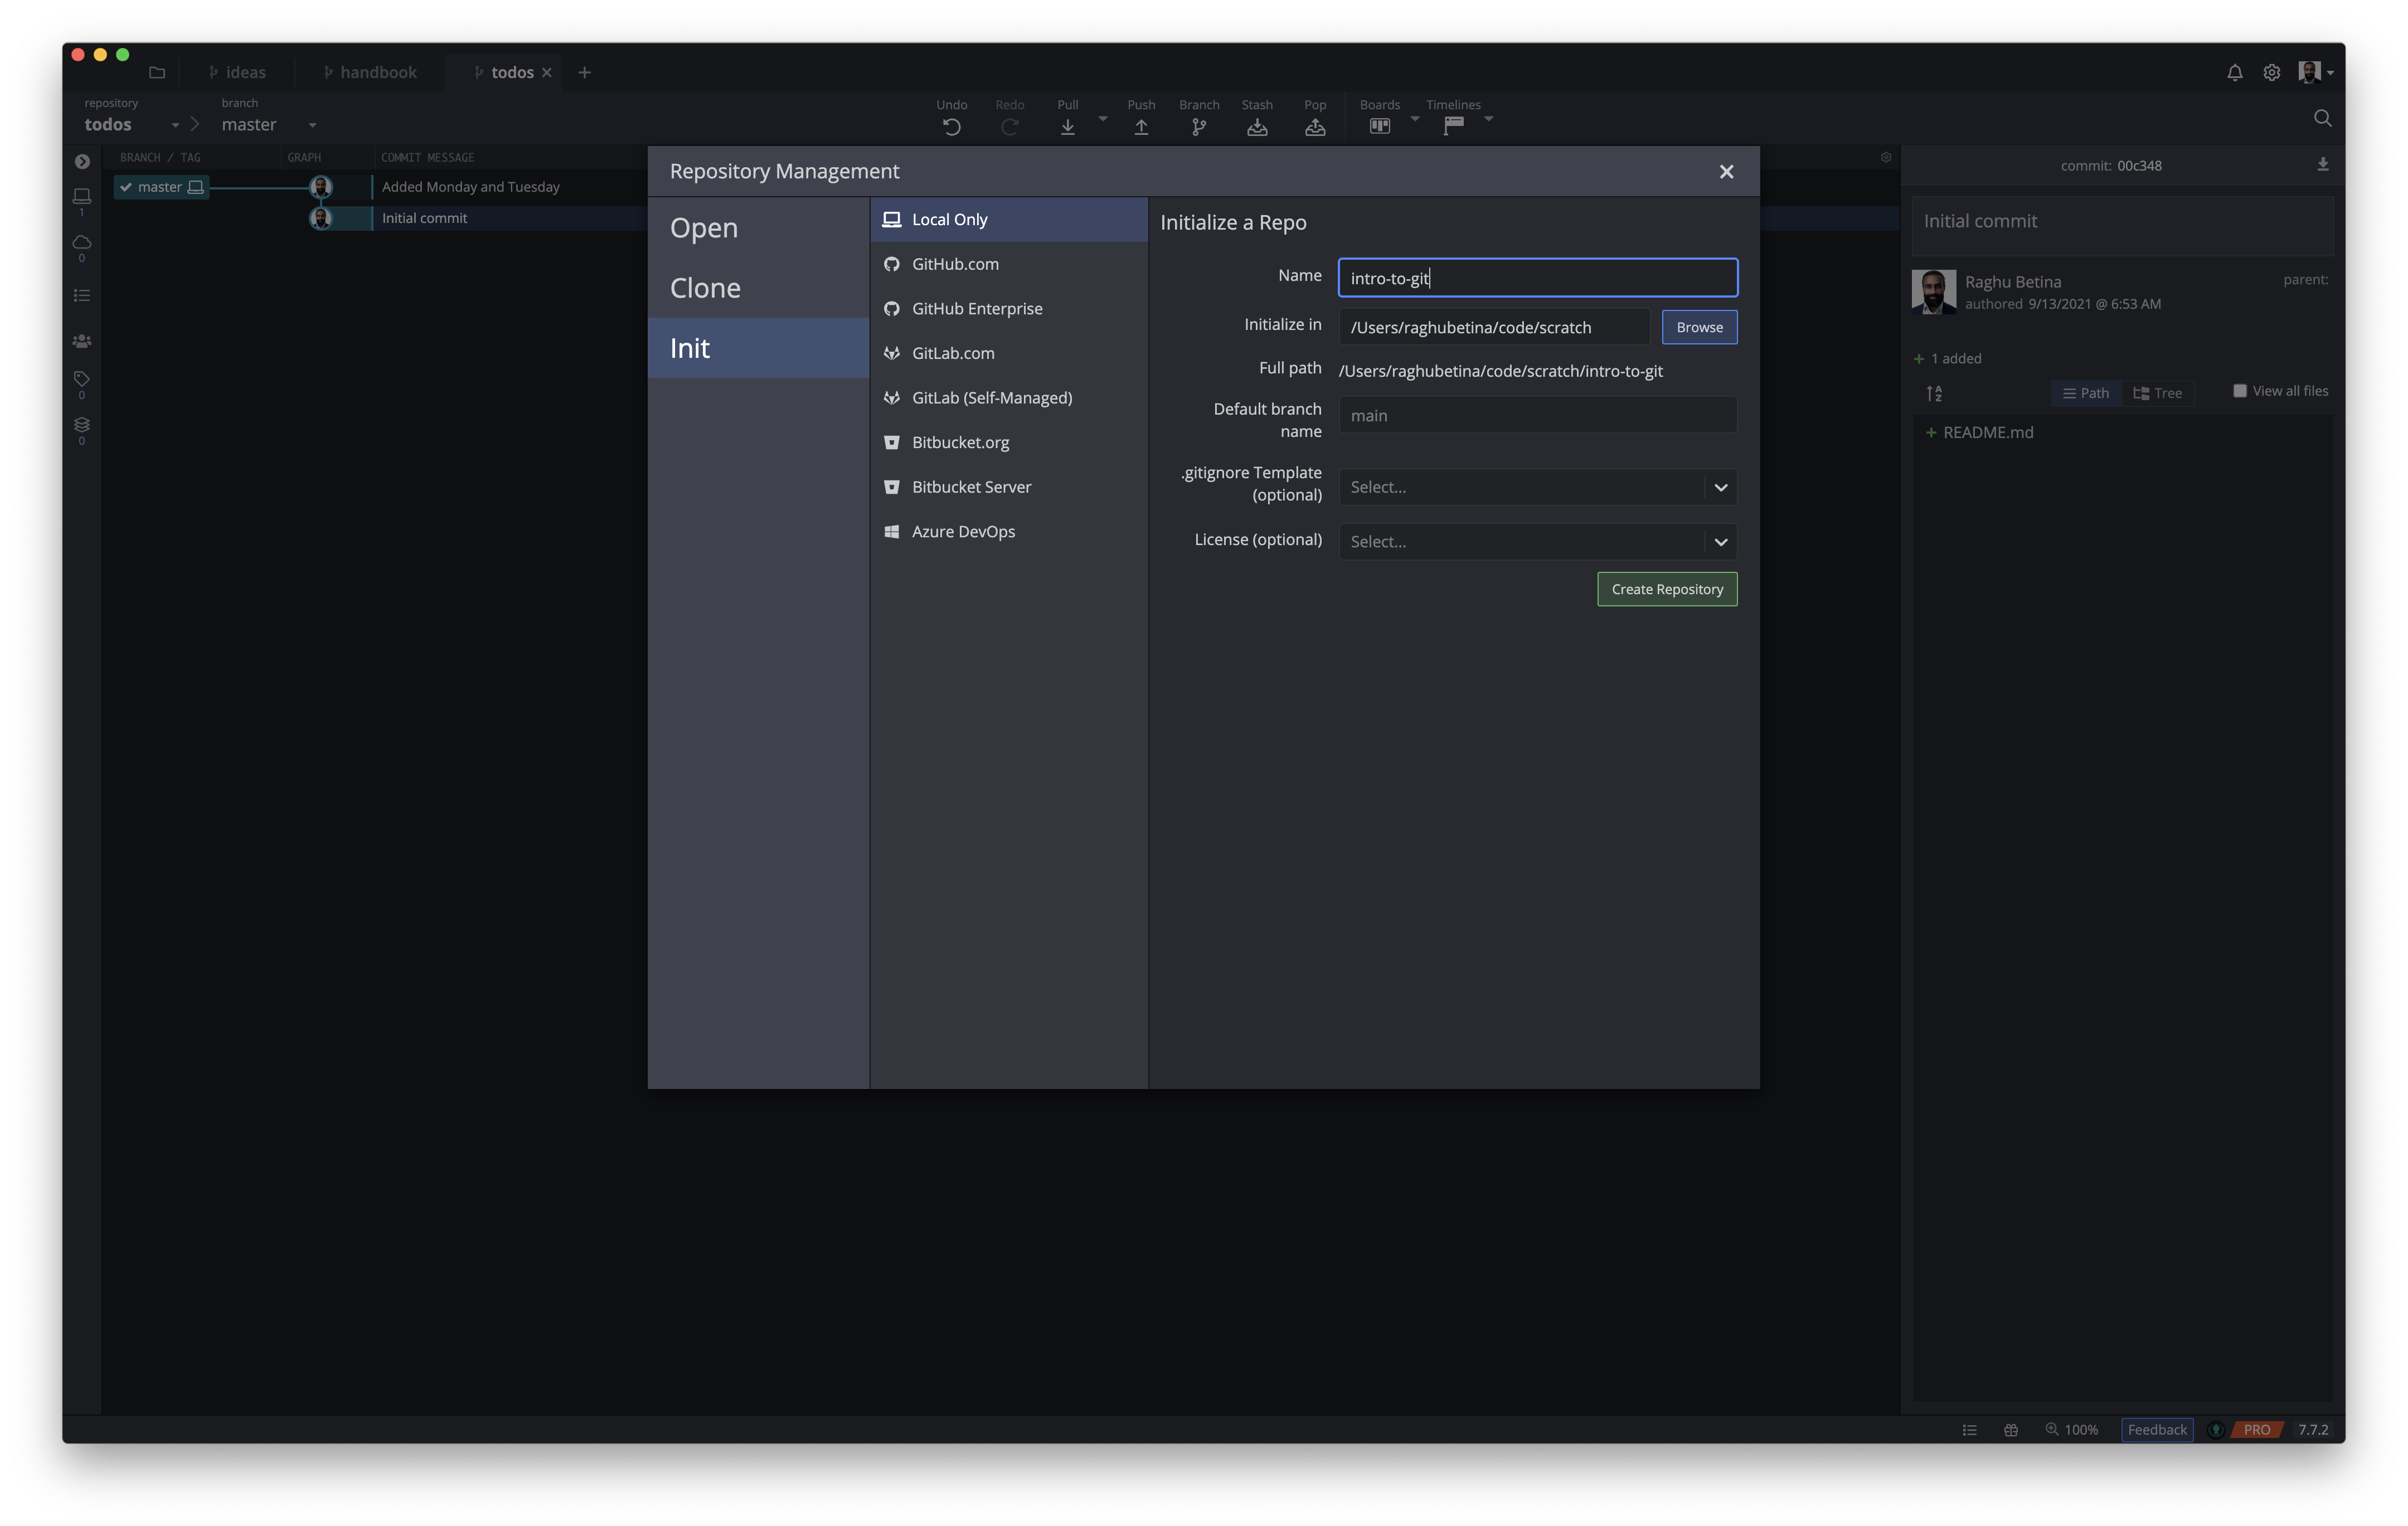 ideas
handbook
todos
repository
todos
branch
master
Undo
Redo
Pull
Push
Branch
Stash
Pop
Boards
Timelines
BRANCH / TAG
GRAPH
COMMIT MESSAGE
master
Added Monday and Tuesday
Initial commit
1
0
0
0
Repository Management
Open
Clone
Init
Local Only
GitHub.com
GitHub Enterprise
GitLab.com
GitLab (Self-Managed)
Bitbucket.org
Bitbucket Server
Azure DevOps
Initialize a Repo
Name
intro-to-git
Initialize in
/Users/raghubetina/code/scratch
Browse
Full path
/Users/raghubetina/code/scratch/intro-to-git
Default branch
name
main
.gitignore Template
(optional)
Select...
License (optional)
Select...
Create Repository
commit: 00c348
Initial commit
Raghu Betina
authored 9/13/2021 @ 6:53 AM
parent:
1 added
A
Z
Path
Tree
View all files
README.md
100%
Feedback
PRO
7.7.2